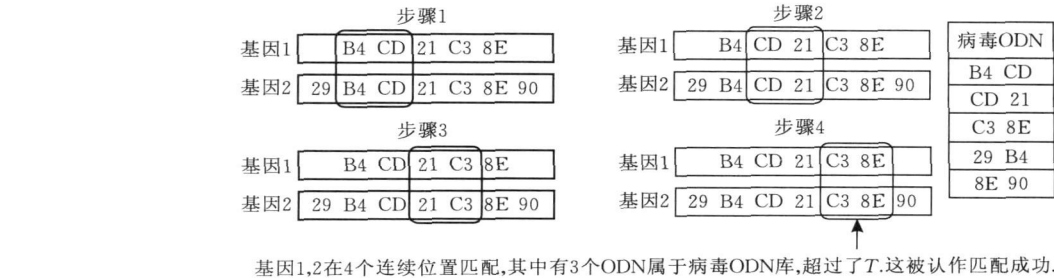 步骤1
基因1 B4 CD 21 C3 8E
基因2 29 B4 CD 21 C3 8E 90
步骤2
基因1 B4 CD 21 C3 8E
基因2 29 B4 CD 21 C3 8E 90
步骤3
基因1 B4 CD 21 C3 8E
基因2 29 B4 CD 21 C3 8E 90
步骤4
基因1 B4 CD 21 C3 8E
基因2 29 B4 CD 21 C3 8E 90
病毒ODN
B4 CD
CD 21
C3 8E
29 B4
8E 90
基因1,2在4个连续位置匹配,其中有3个ODN属于病毒ODN库,超过了T.这被认作匹配成功.